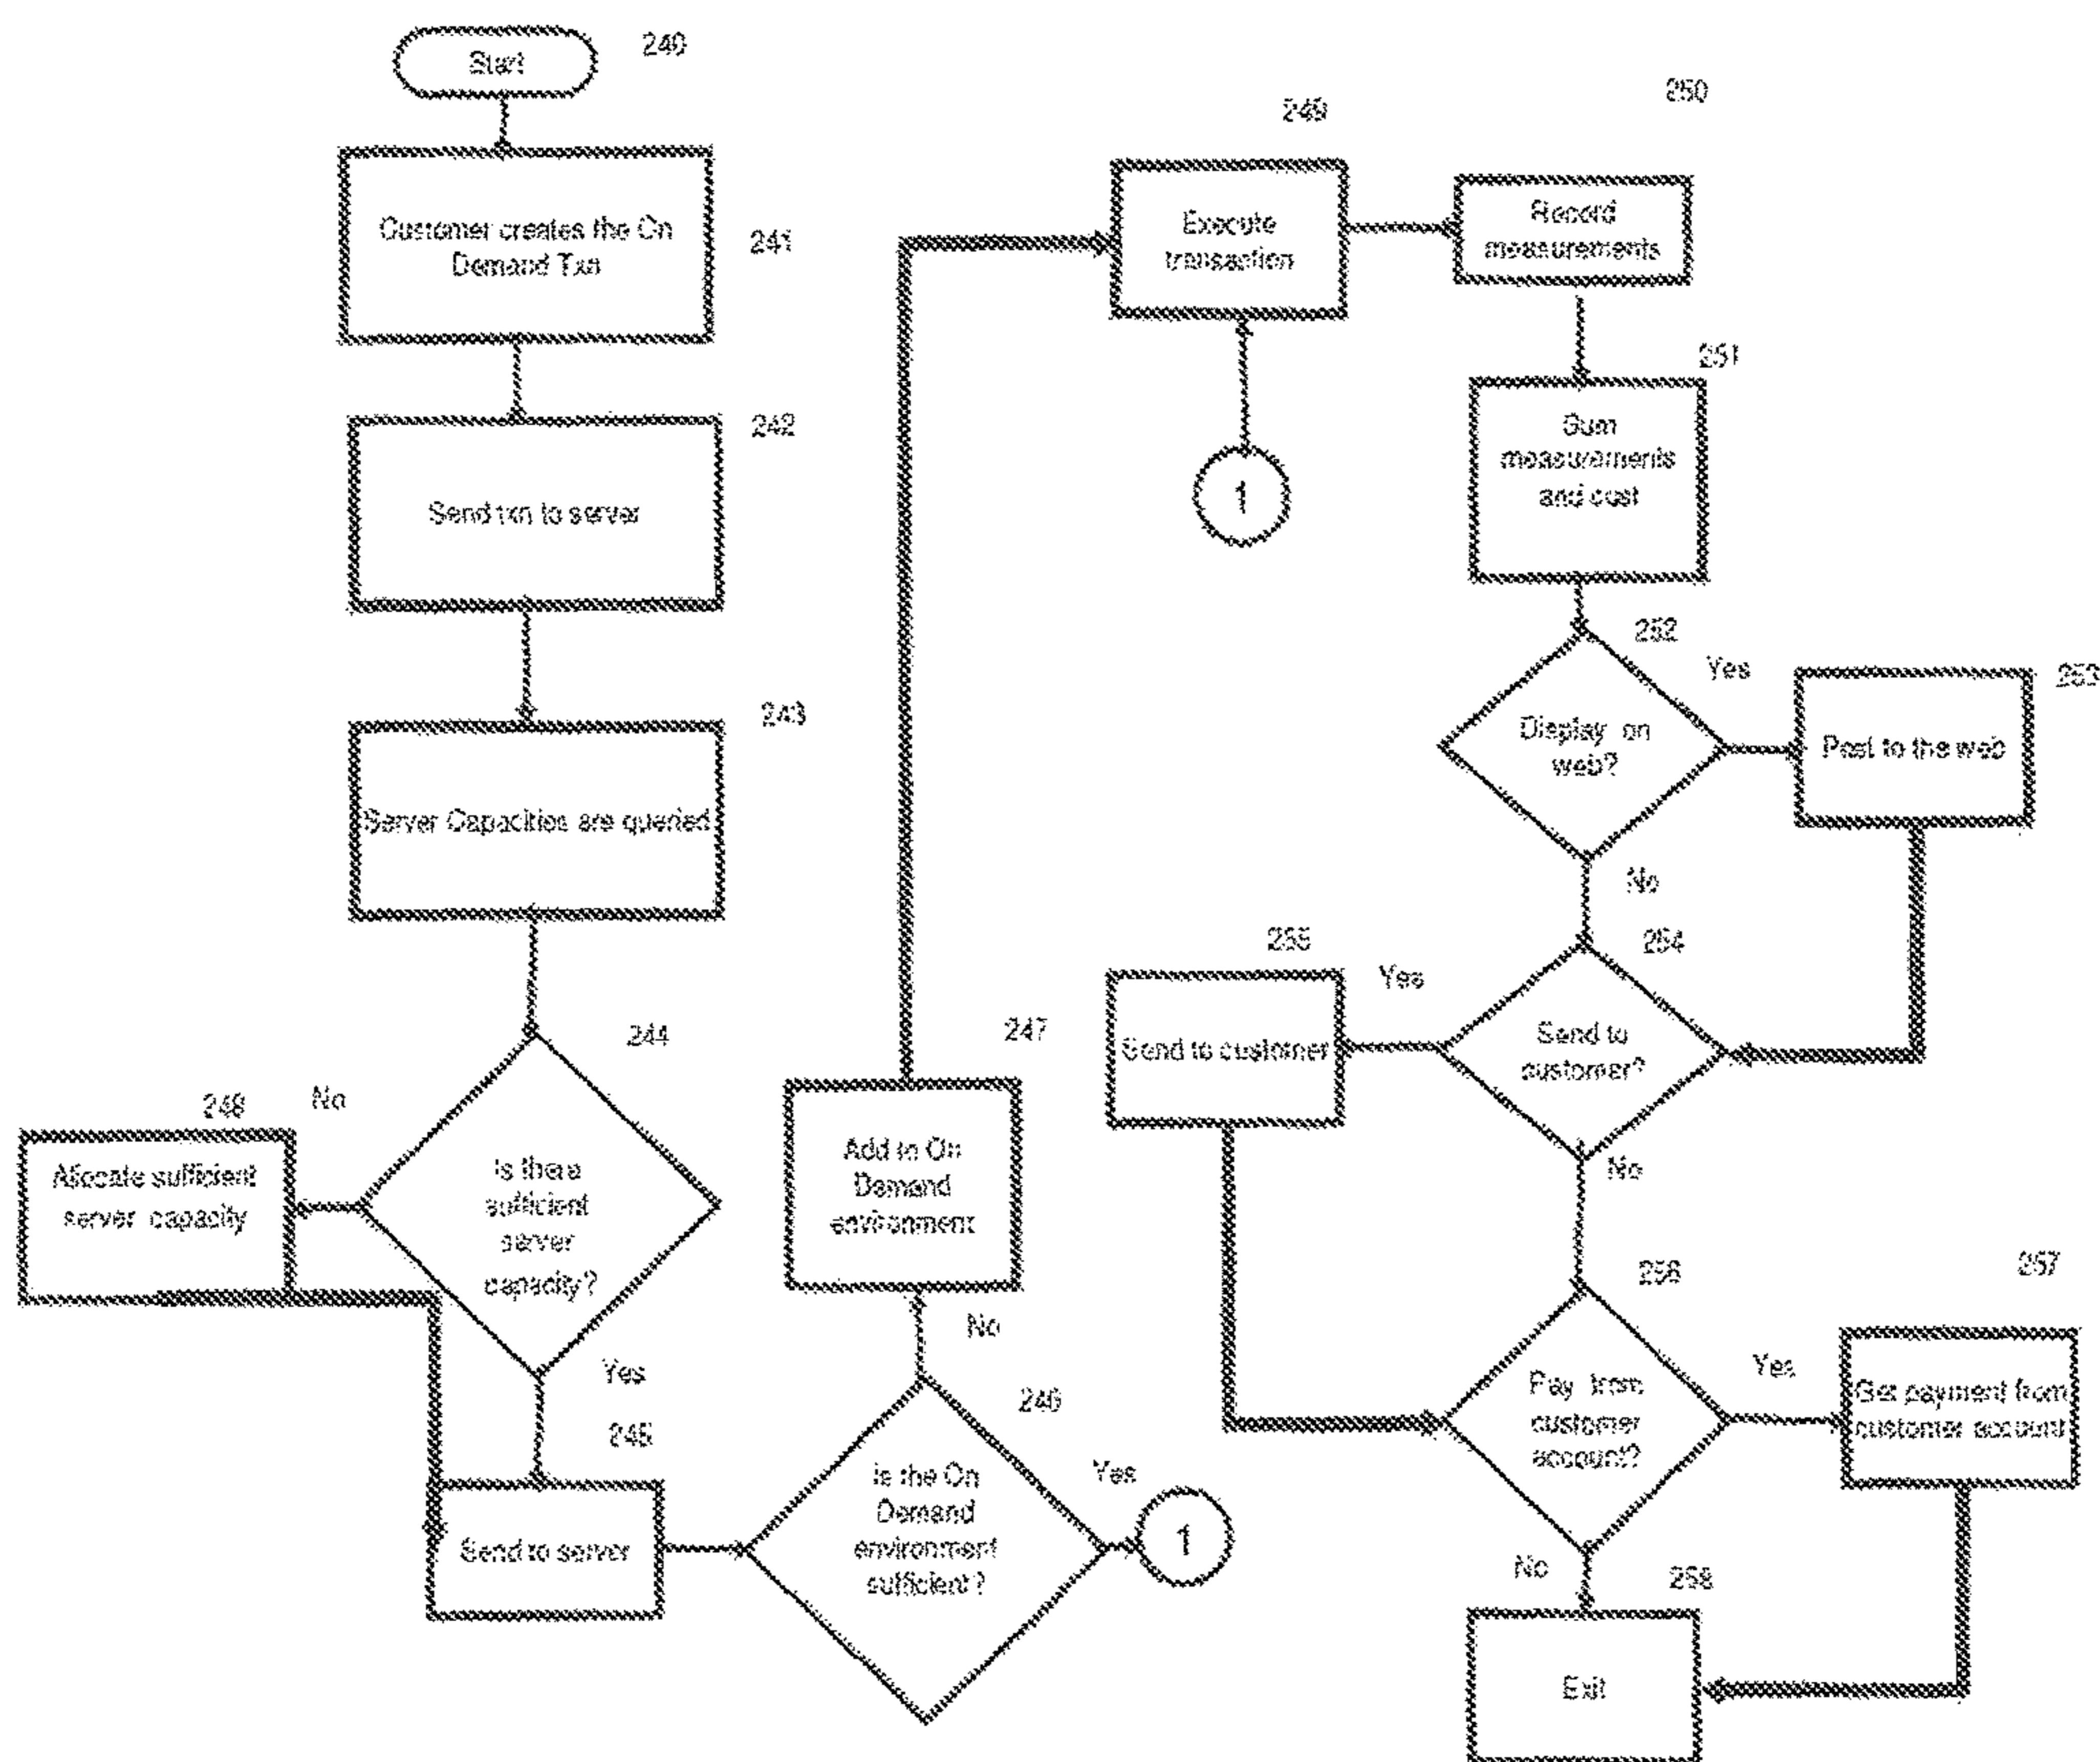 Start
240
Customer creates the On
Demand Txn
241
242
Send txn to server
243
Server Capacities are queried
244
No
248
Allocate sufficient
server capacity
Is there
sufficient
server
capacity?
Yes
245
Send to server
246
Is the On
Demand
environment
sufficient?
Yes
1
No
247
Add to On
Demand
environment
249
Execute
transaction
1
250
Record
measurements
251
Sum
measurements
and cost
252
Display on
web?
Yes
253
Post to the web
No
254
Send to
customer?
Yes
255
Send to customer
No
256
Pay from
customer
account?
Yes
257
Get payment from
customer account
No
258
Exit